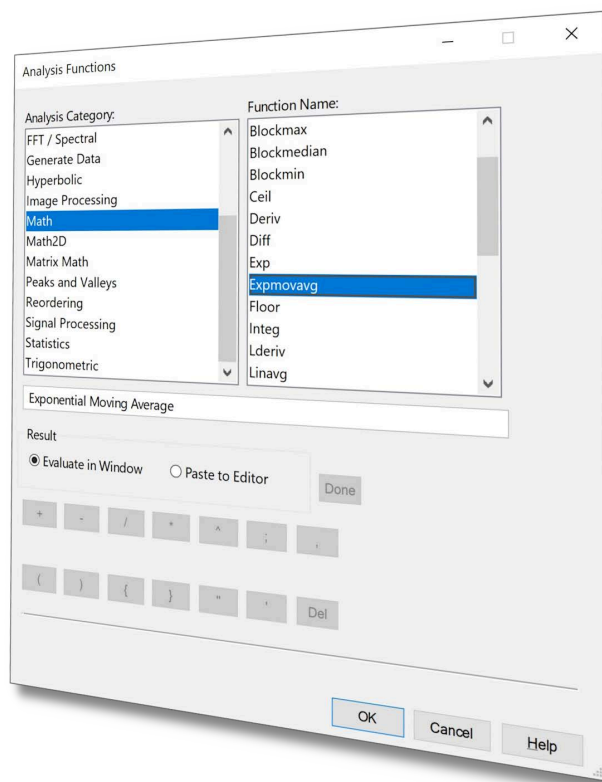 Analysis Functions
Analysis Category:
FFT / Spectral
Generate Data
Hyperbolic
Image Processing
Math
Math2D
Matrix Math
Peaks and Valleys
Reordering
Signal Processing
Statistics
Trigonometric
Function Name:
Blockmax
Blockmedian
Blockmin
Ceil
Deriv
Diff
Exp
Expmovavg
Floor
Integ
Lderiv
Linavg
Exponential Moving Average
Result
Evaluate in Window
Paste to Editor
Done
+ - / * ^ ; ,
( ) { } " ' Del
OK Cancel Help